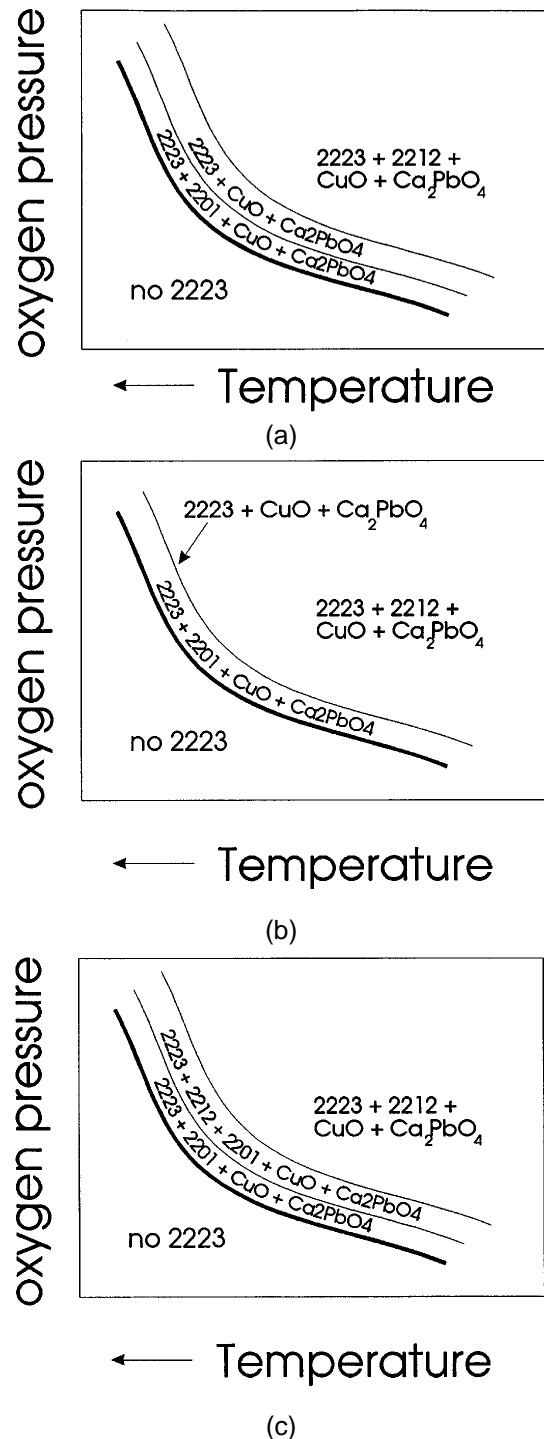 oxygen pressure
2223 + 2212 +
CuO + Ca₂PbO₄
2223 + CuO + Ca2PbO4
2223 + 2201 + CuO + Ca2PbO4
no 2223
← Temperature
(a)
oxygen pressure
2223 + CuO + Ca₂PbO₄
2223 + 2212 +
CuO + Ca₂PbO₄
2223 + 2201 + CuO + Ca2PbO4
no 2223
← Temperature
(b)
oxygen pressure
2223 + 2212 +
CuO + Ca₂PbO₄
2223 + 2212 + 2201 + CuO + Ca2PbO4
2223 + 2201 + CuO + Ca2PbO4
no 2223
← Temperature
(c)